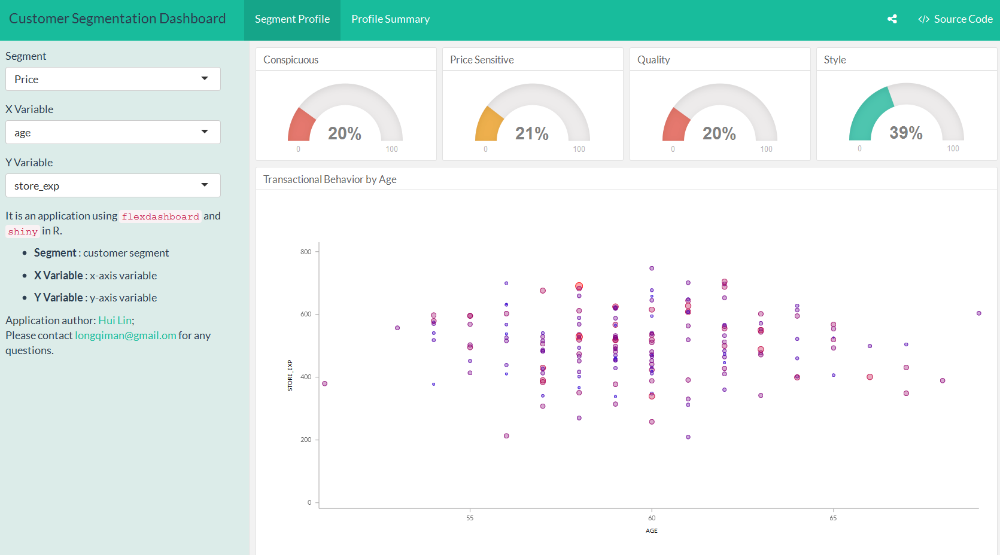 Customer Segmentation Dashboard
Segment Profile
Profile Summary
</> Source Code
Segment
Price
X Variable
age
Y Variable
store_exp
It is an application using flexdashboard and
shiny in R.
• Segment : customer segment
• X Variable : x-axis variable
• Y Variable : y-axis variable
Application author: Hui Lin;
Please contact longqiman@gmail.om for any
questions.
Conspicuous
20%
0 100
Price Sensitive
21%
0 100
Quality
20%
0 100
Style
39%
0 100
Transactional Behavior by Age
800
600
400
200
0
STORE_EXP
55 60 65
AGE